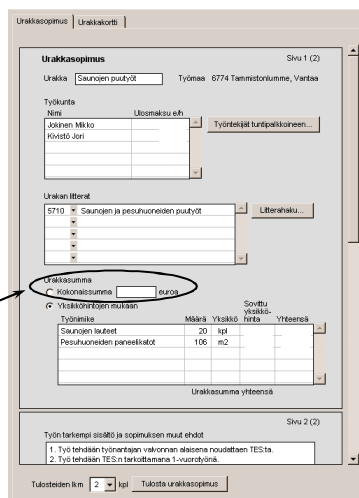 Urakkasopimus Urakkakortti
Urakkasopimus Sivu 1 (2)
Urakka Saunojen puutyöt Työmaa 6774 Tammistonlumme, Vantaa
Työkunta
Nimi Ulosmaksu e/h
Jokinen Mikko
Kivistö Jori
Työntekijät tuntipalkkoineen...
Urakan litterat
5710 Saunojen ja pesuhuoneiden puutyöt
Litterahaku...
Urakkasumma
Kokonaissumma euroa
Yksikköhintojen mukaan
Työnimike Määrä Yksikkö Sovittu yksikkö-hinta Yhteensä
Saunojen lauteet 20 kpl
Pesuhuoneiden paneelikatot 106 m2
Urakkasumma yhteensä
Sivu 2 (2)
Työn tarkempi sisältö ja sopimuksen muut ehdot
1. Työ tehdään työnantajan valvonnan alaisena noudattaen TES:ta.
2. Työ tehdään TES:n tarkoittamana 1-vuorotyönä.
Tulosteiden lkm 2 kpl Tulosta urakkasopimus